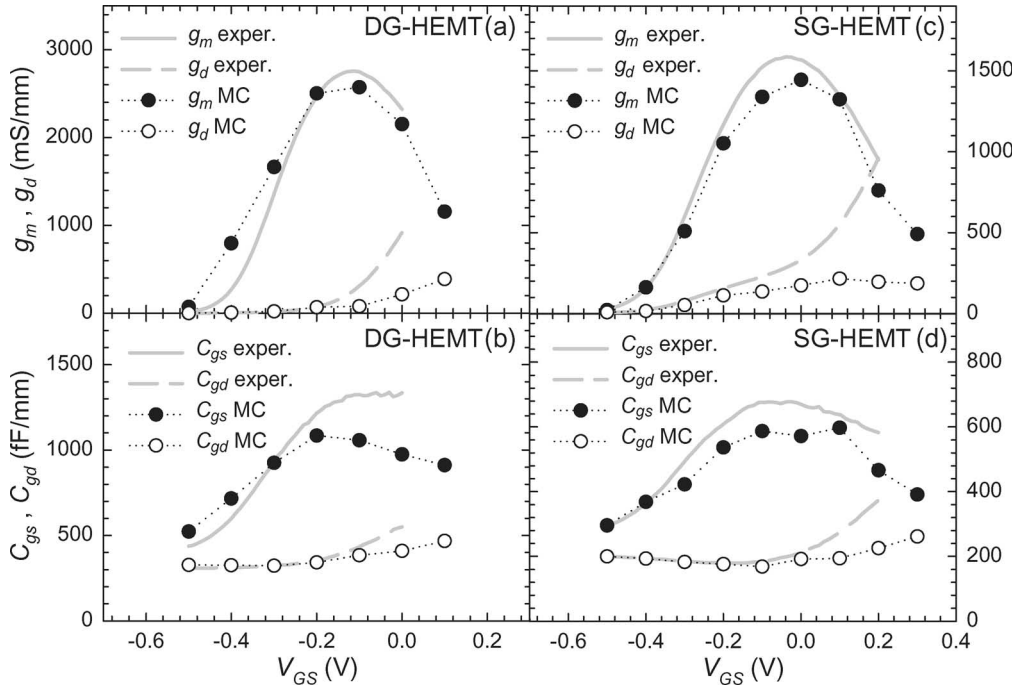 DG-HEMT (a)
g_m exper.
g_d exper.
g_m MC
g_d MC
3000
2000
1000
0
g_m , g_d (mS/mm)
SG-HEMT (c)
g_m exper.
g_d exper.
g_m MC
g_d MC
1500
1000
500
0
DG-HEMT (b)
C_gs exper.
C_gd exper.
C_gs MC
C_gd MC
1500
1000
500
0
C_gs , C_gd (fF/mm)
-0.6 -0.4 -0.2 0.0 0.2
V_GS (V)
SG-HEMT (d)
C_gs exper.
C_gd exper.
C_gs MC
C_gd MC
800
600
400
200
0
-0.6 -0.4 -0.2 0.0 0.2 0.4
V_GS (V)